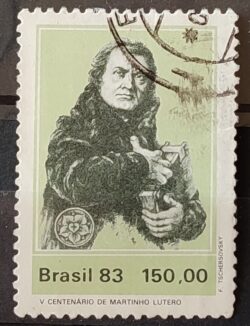 Brasil 83 150,00
V CENTENÁRIO DE MARTINHO LUTERO
F. TSCHERSOVSKY